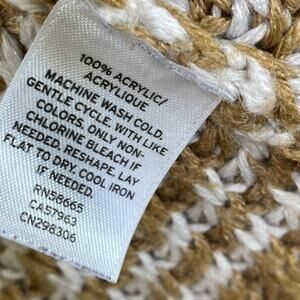 100% ACRYLIC/
ACRYLIQUE
MACHINE WASH COLD.
GENTLE CYCLE. WITH LIKE
COLORS. ONLY NON-
CHLORINE BLEACH IF
NEEDED. RESHAPE. LAY
FLAT TO DRY. COOL IRON
IF NEEDED.
RN58665
CA57963
CN298306